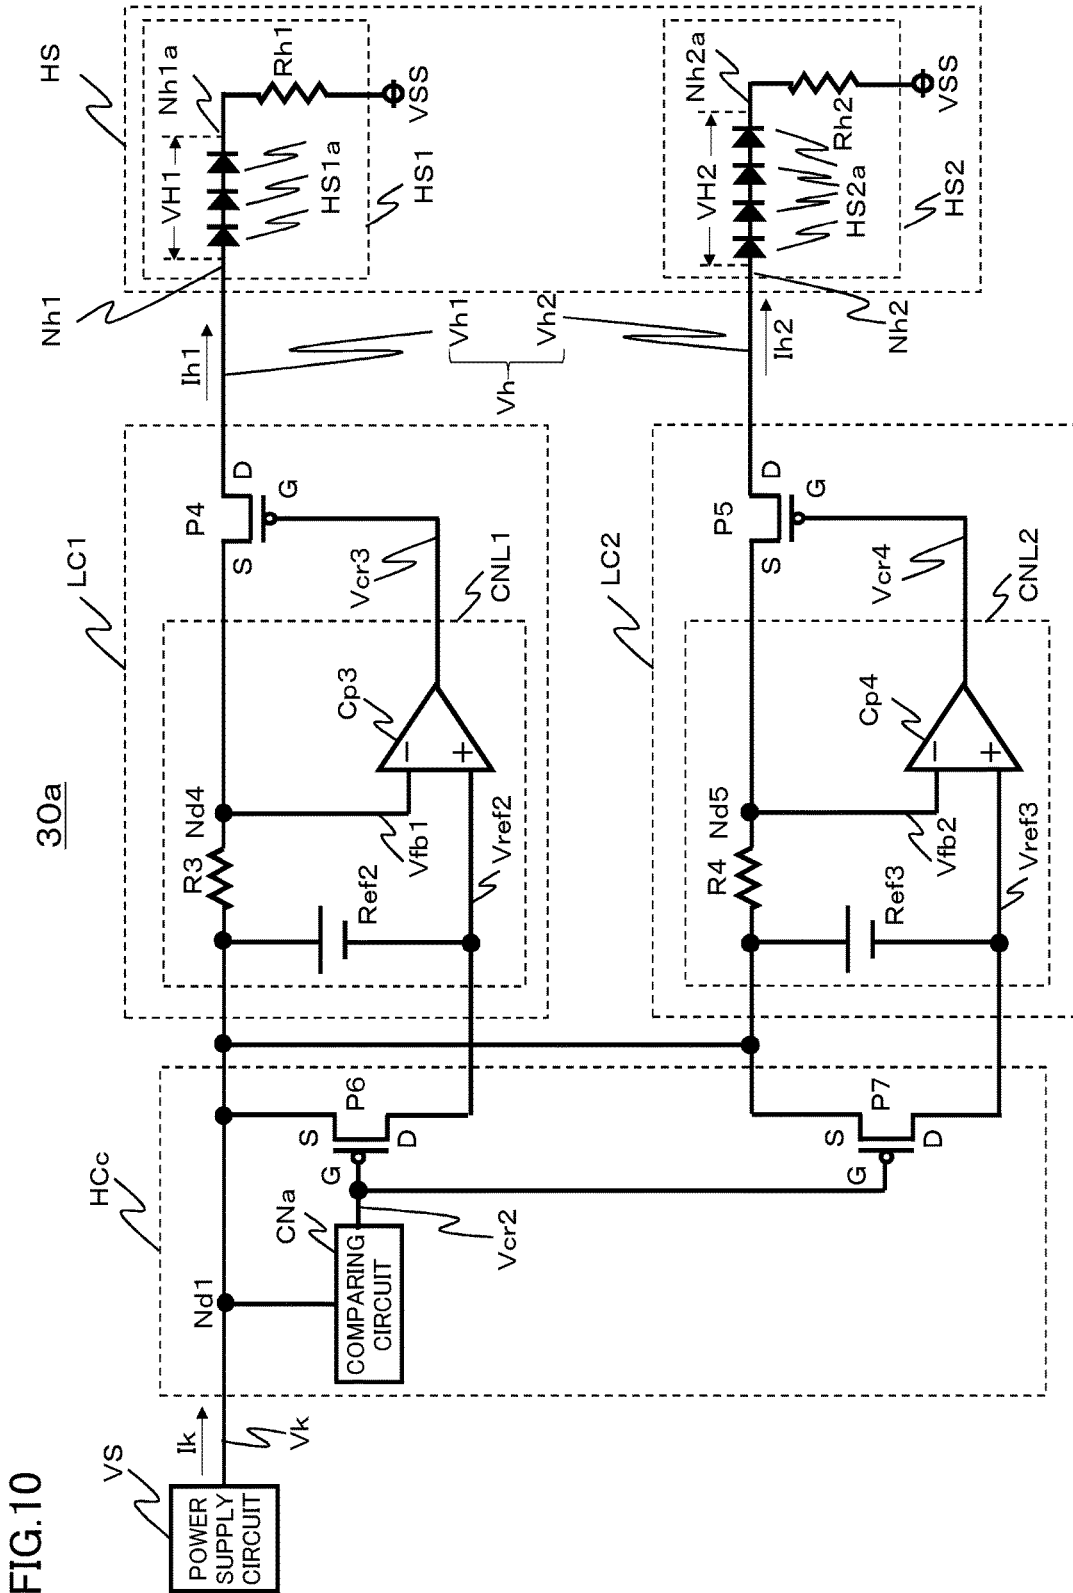 FIG.10
30a
VS
POWER
SUPPLY
CIRCUIT
Ik
Vk
HCc
Nd1
CNa
COMPARING
CIRCUIT
Vcr2
P6
S
G
D
P7
S
G
D
LC1
R3
Nd4
Ref2
Vfb1
Vref2
Cp3
−
+
CNL1
Vcr3
P4
S
D
G
LC2
R4
Nd5
Ref3
Vfb2
Vref3
Cp4
−
+
CNL2
Vcr4
P5
S
D
G
Ih1
Vh1
Vh2
Vh
Ih2
HS
Nh1
VH1
Nh1a
HS1a
Rh1
VSS
HS1
Nh2
VH2
Nh2a
HS2a
Rh2
VSS
HS2